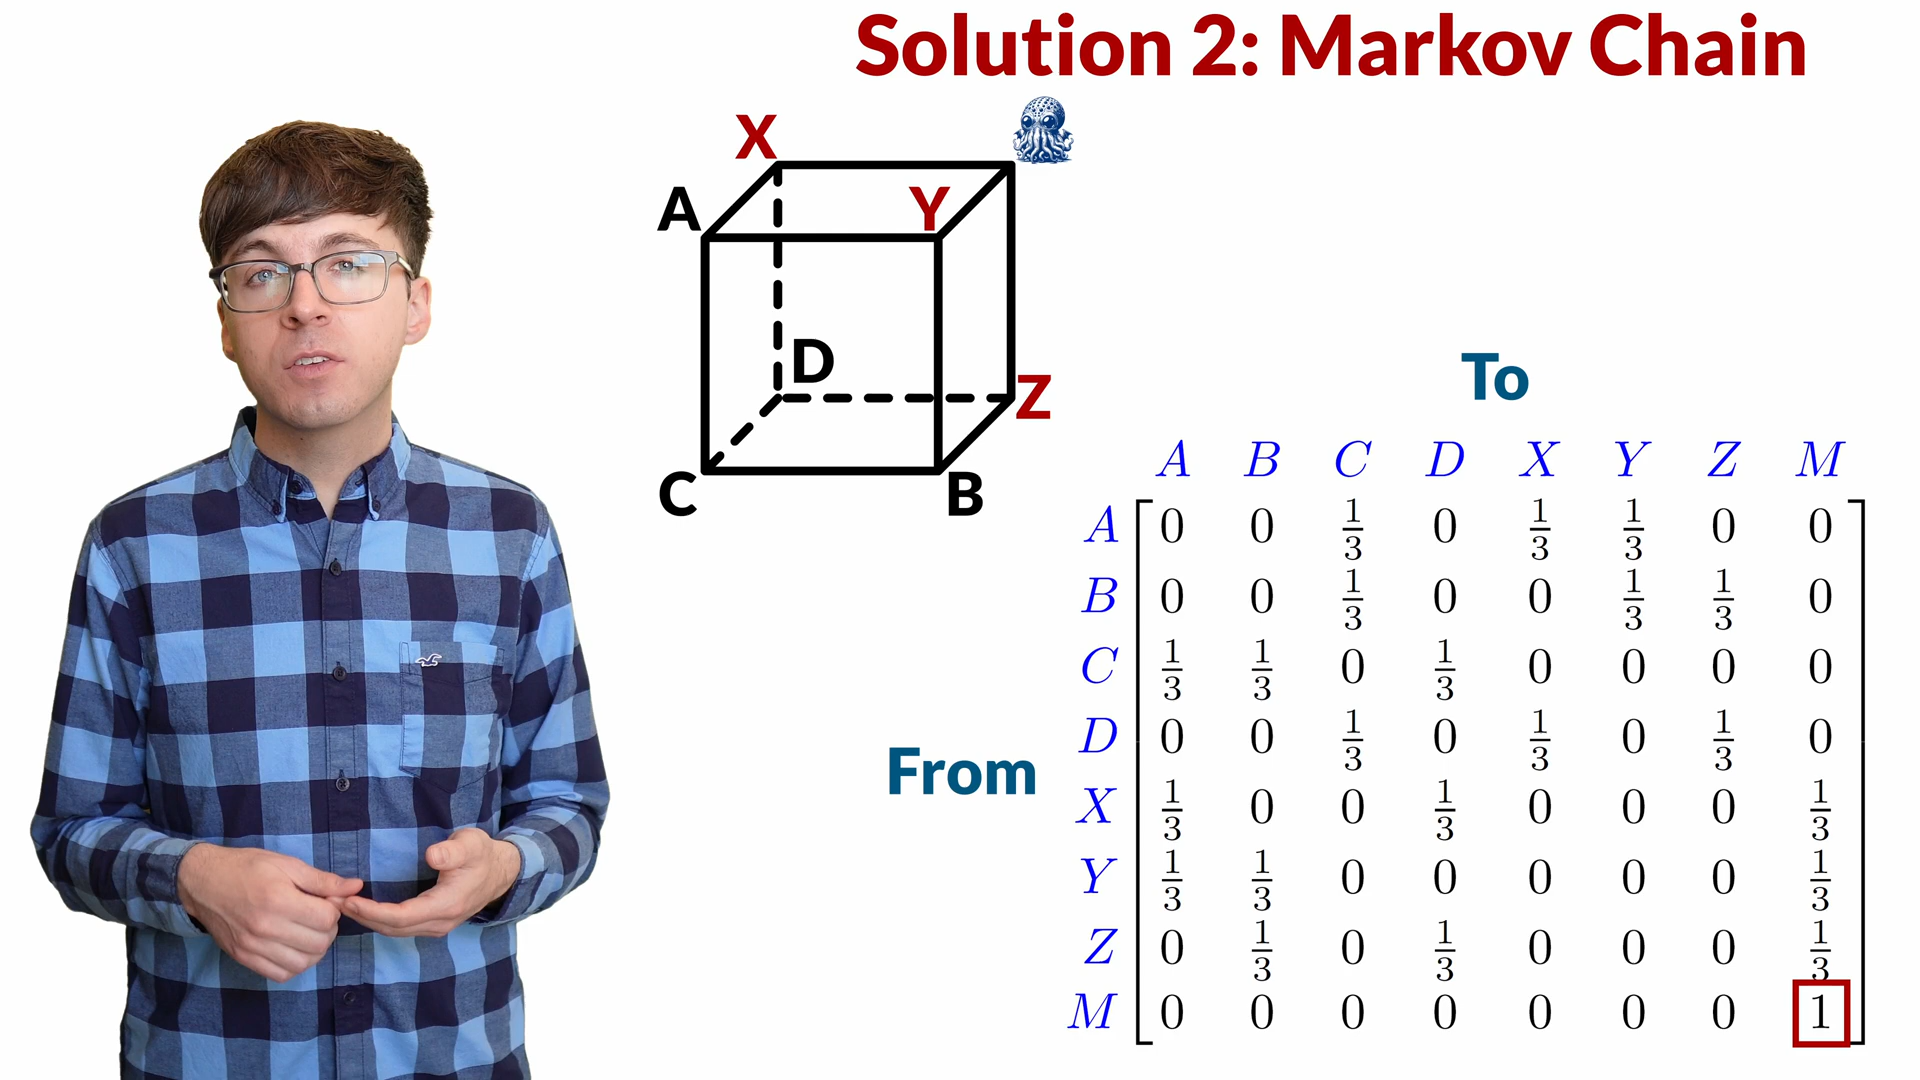 Solution 2: Markov Chain
X
A
Y
D
Z
C
B
To
A B C D X Y Z M
From
A 0 0 1/3 0 1/3 1/3 0 0
B 0 0 1/3 0 0 1/3 1/3 0
C 1/3 1/3 0 1/3 0 0 0 0
D 0 0 1/3 0 1/3 0 1/3 0
X 1/3 0 0 1/3 0 0 0 1/3
Y 1/3 1/3 0 0 0 0 0 1/3
Z 0 1/3 0 1/3 0 0 0 1/3
M 0 0 0 0 0 0 0 1